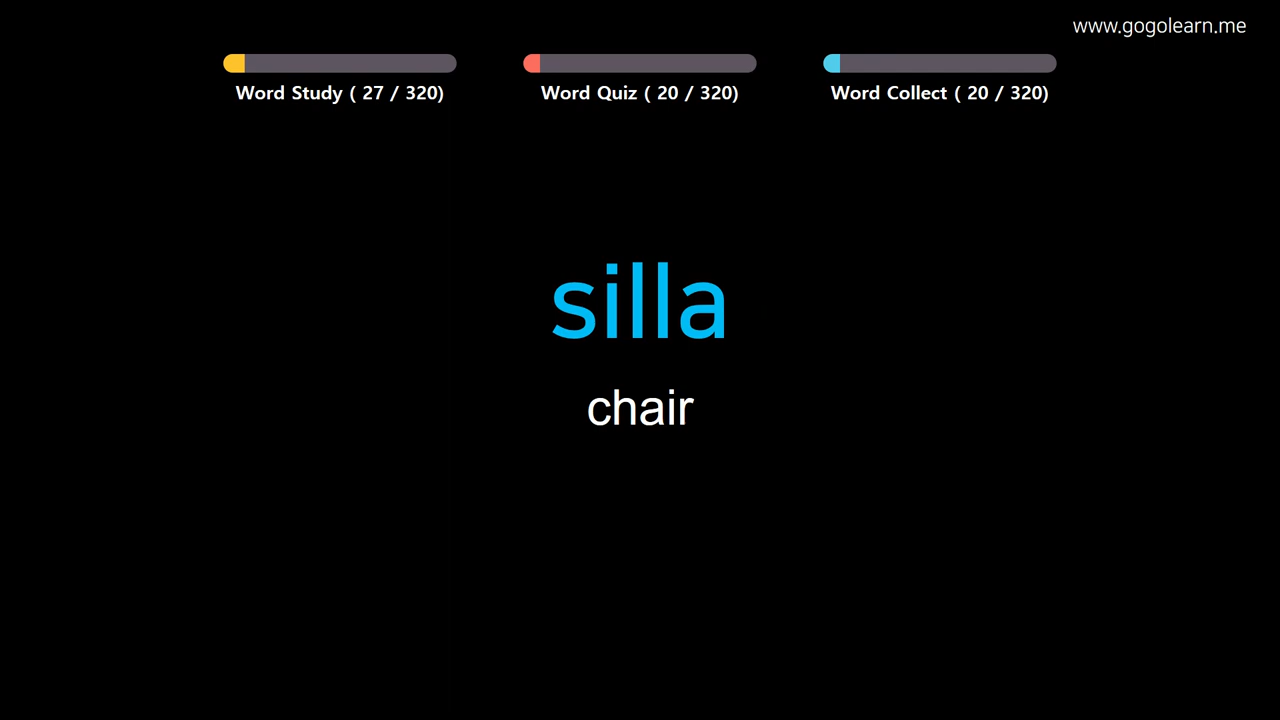 www.gogolearn.me
Word Study ( 27 / 320)
Word Quiz ( 20 / 320)
Word Collect ( 20 / 320)
silla
chair